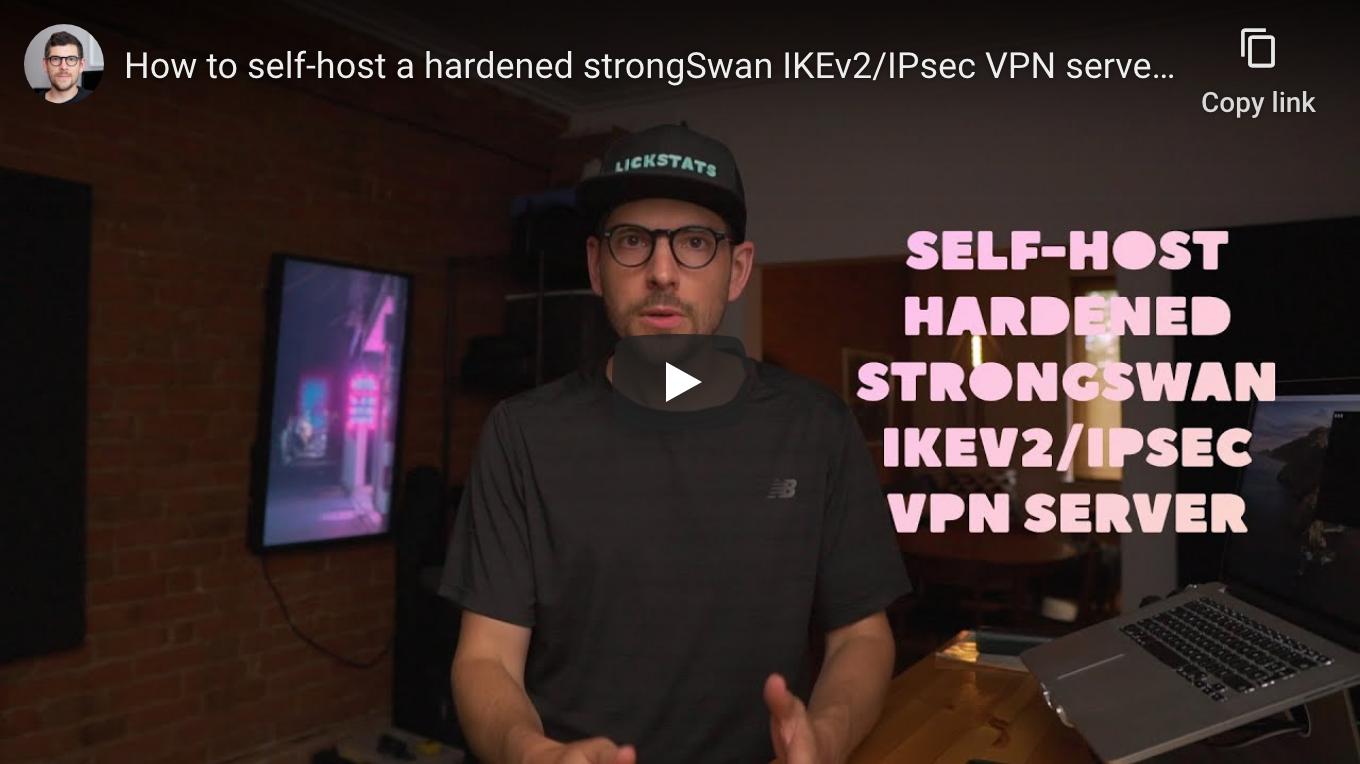 How to self-host a hardened strongSwan IKEv2/IPsec VPN serve...
Copy link
LICKSTATS
SELF-HOST
HARDENED
STRONGSWAN
IKEV2/IPSEC
VPN SERVER
NB